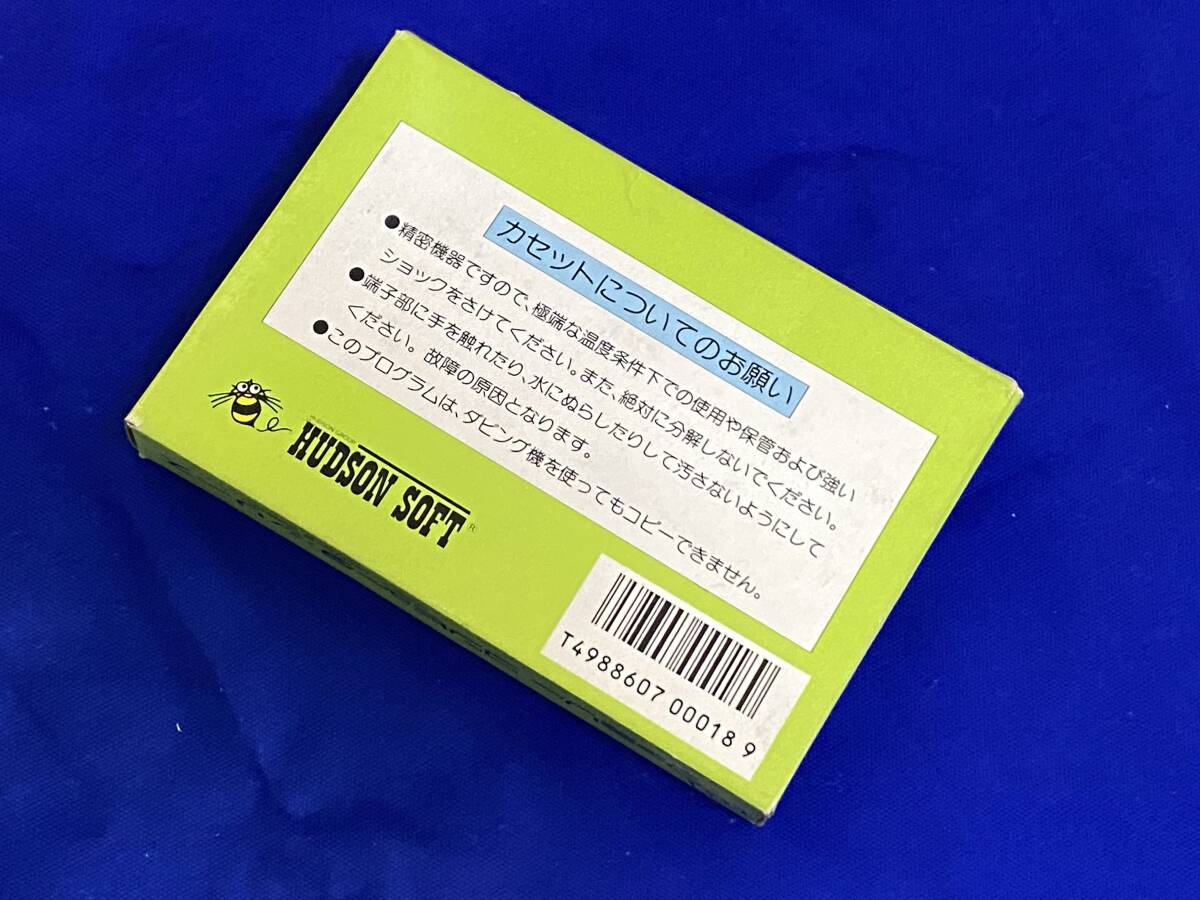 カセットについてのお願い
●精密機器ですので、極端な温度条件下での使用や保管および強い
ショックをさけてください。また、絶対に分解しないでください。
●端子部に手を触れたり、水にぬらしたりして汚さないようにして
ください。故障の原因となります。
●このプログラムは、ダビング機を使ってもコピーできません。
HUDSON GROUP
HUDSON SOFT®
T4988607 000018 9